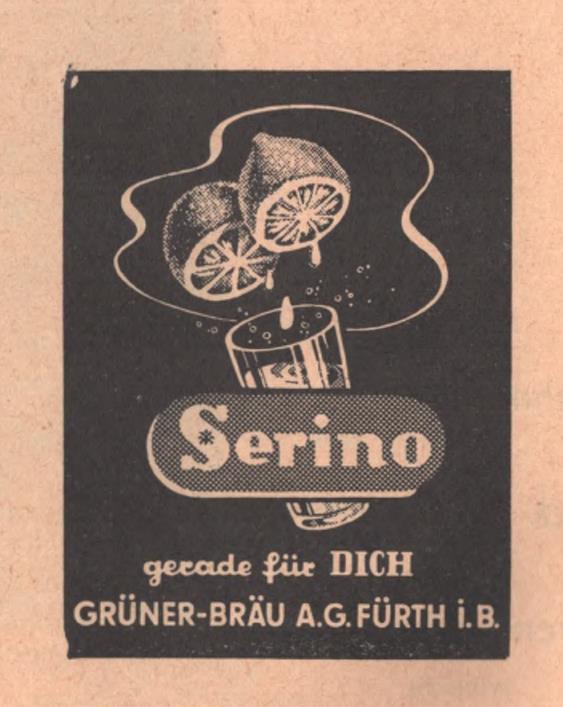 Serino
gerade für DICH
GRÜNER-BRÄU A.G. FÜRTH i.B.